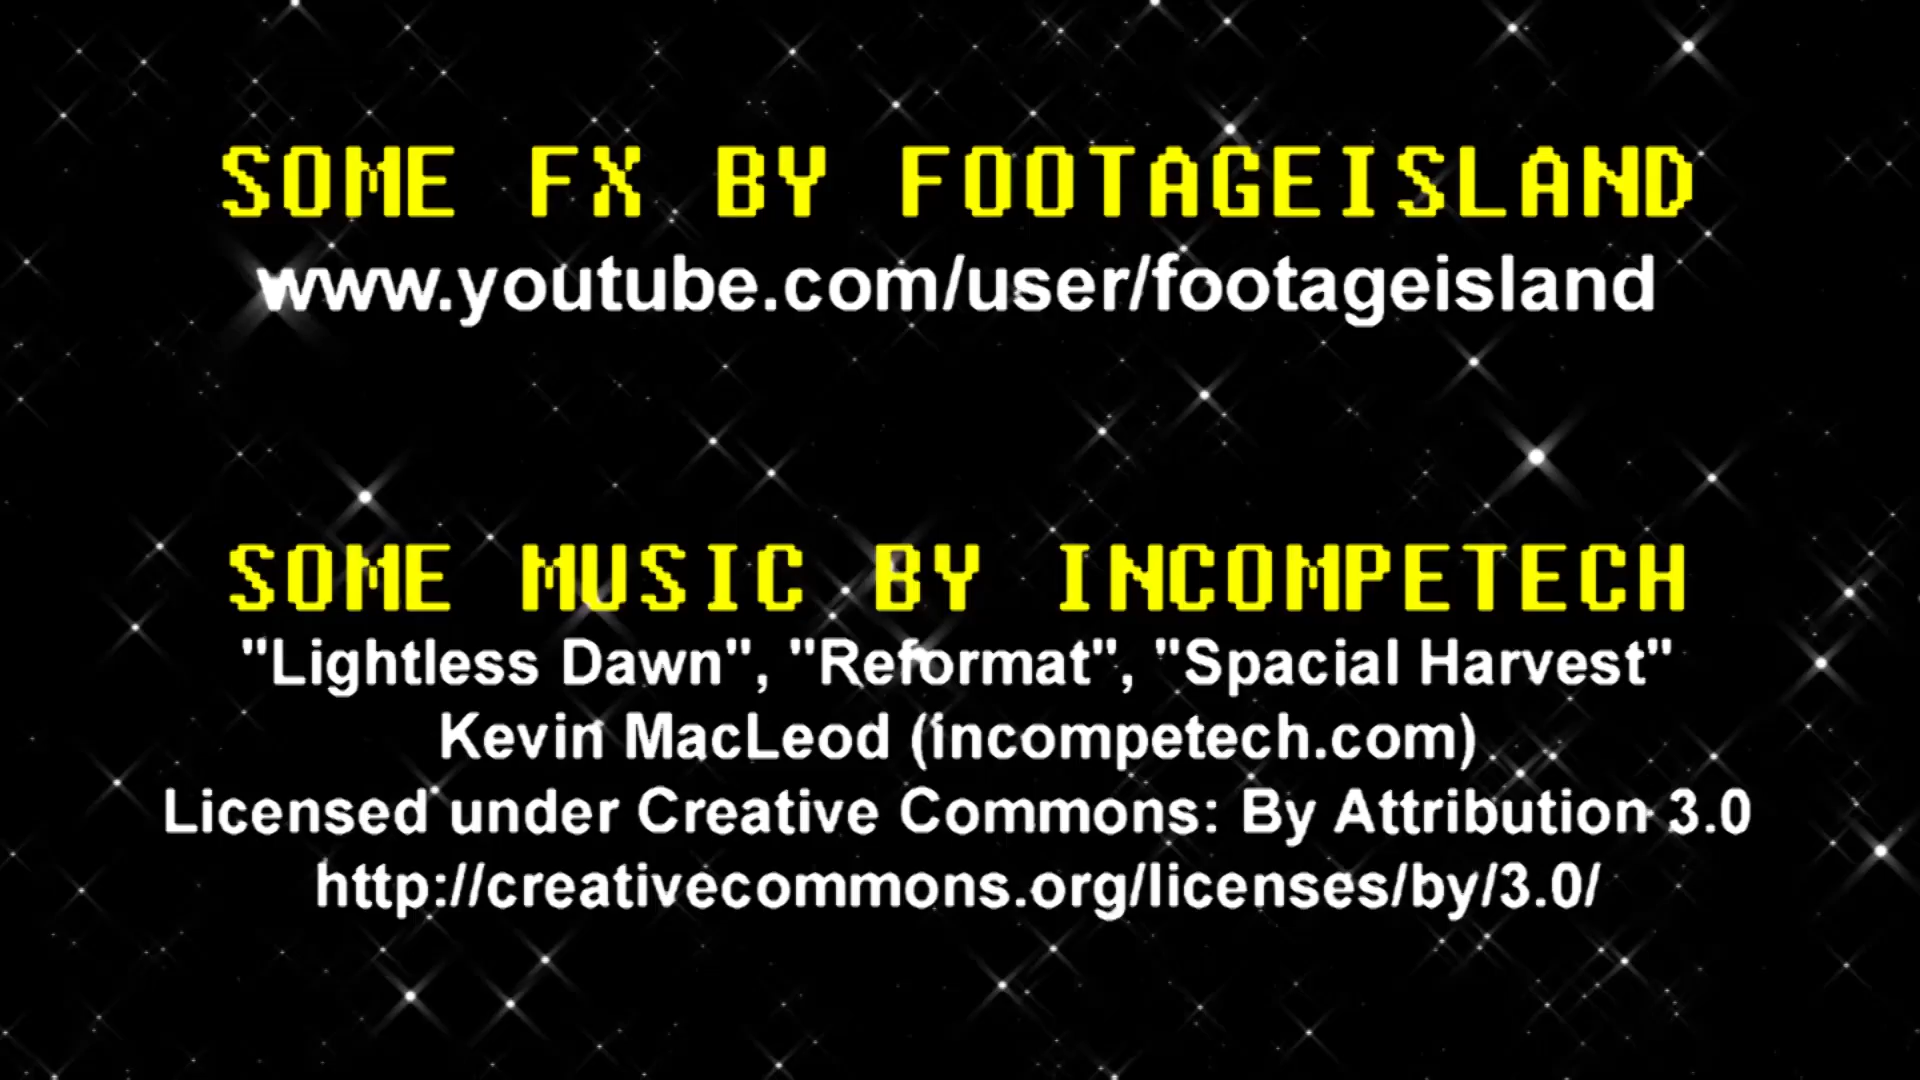 SOME FX BY FOOTAGEISLAND
www.youtube.com/user/footageisland
SOME MUSIC BY INCOMPETECH
"Lightless Dawn", "Reformat", "Spacial Harvest"
Kevin MacLeod (incompetech.com)
Licensed under Creative Commons: By Attribution 3.0
http://creativecommons.org/licenses/by/3.0/